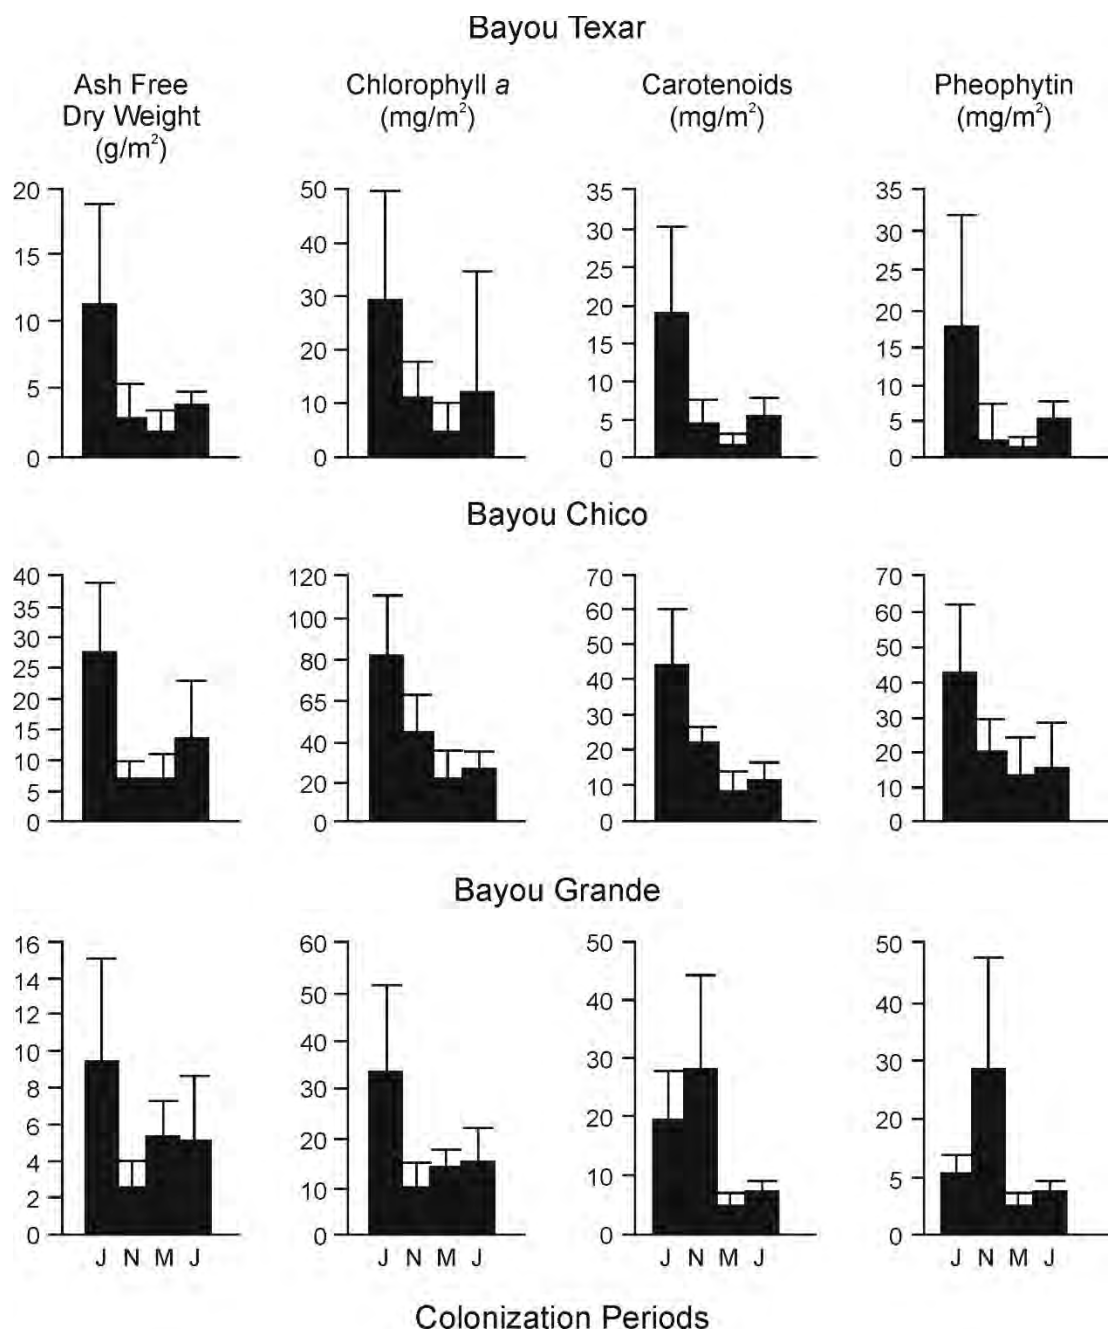 Bayou Texar
Ash Free Chlorophyll a Carotenoids Pheophytin
Dry Weight (mg/m²) (mg/m²) (mg/m²)
(g/m²)
20 50 35 35
30 30
15 40
25 25
30 20 20
10
15 15
20
10 10
5 10
5 5
0 0 0 0
Bayou Chico
40 120 70 70
35 100 60 60
30 50 50
25 80
40 40
20 65
30 30
15
40 20 20
10
20 10 10
5
0 0 0 0
Bayou Grande
16 60 50 50
14 50
12 40 40
40
10
30 30 30
8
6 20 20
20
4
10 10 5
2
0 0 0 0
J N M J J N M J J N M J J N M J
Colonization Periods